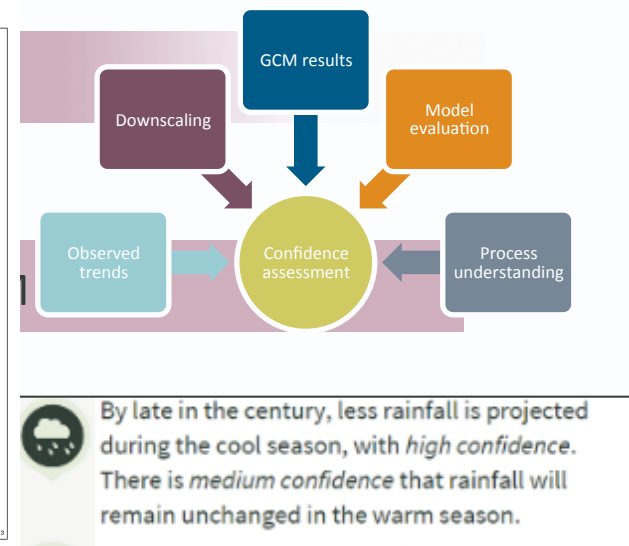 GCM results
Downscaling
Model
evaluation
Observed
trends
Confidence
assessment
Process
understanding
By late in the century, less rainfall is projected
during the cool season, with high confidence.
There is medium confidence that rainfall will
remain unchanged in the warm season.
3